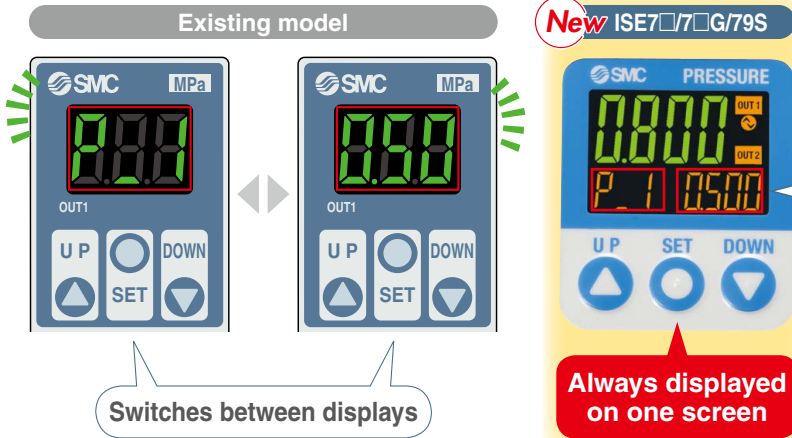 Existing model
SMC MPa
P_1
OUT1
UP DOWN
SET
SMC MPa
0.50
OUT1
UP DOWN
SET
Switches between displays
New ISE7□/7□G/79S
SMC PRESSURE
0.800 OUT1
OUT2
P_1 0.500
UP SET DOWN
Always displayed
on one screen